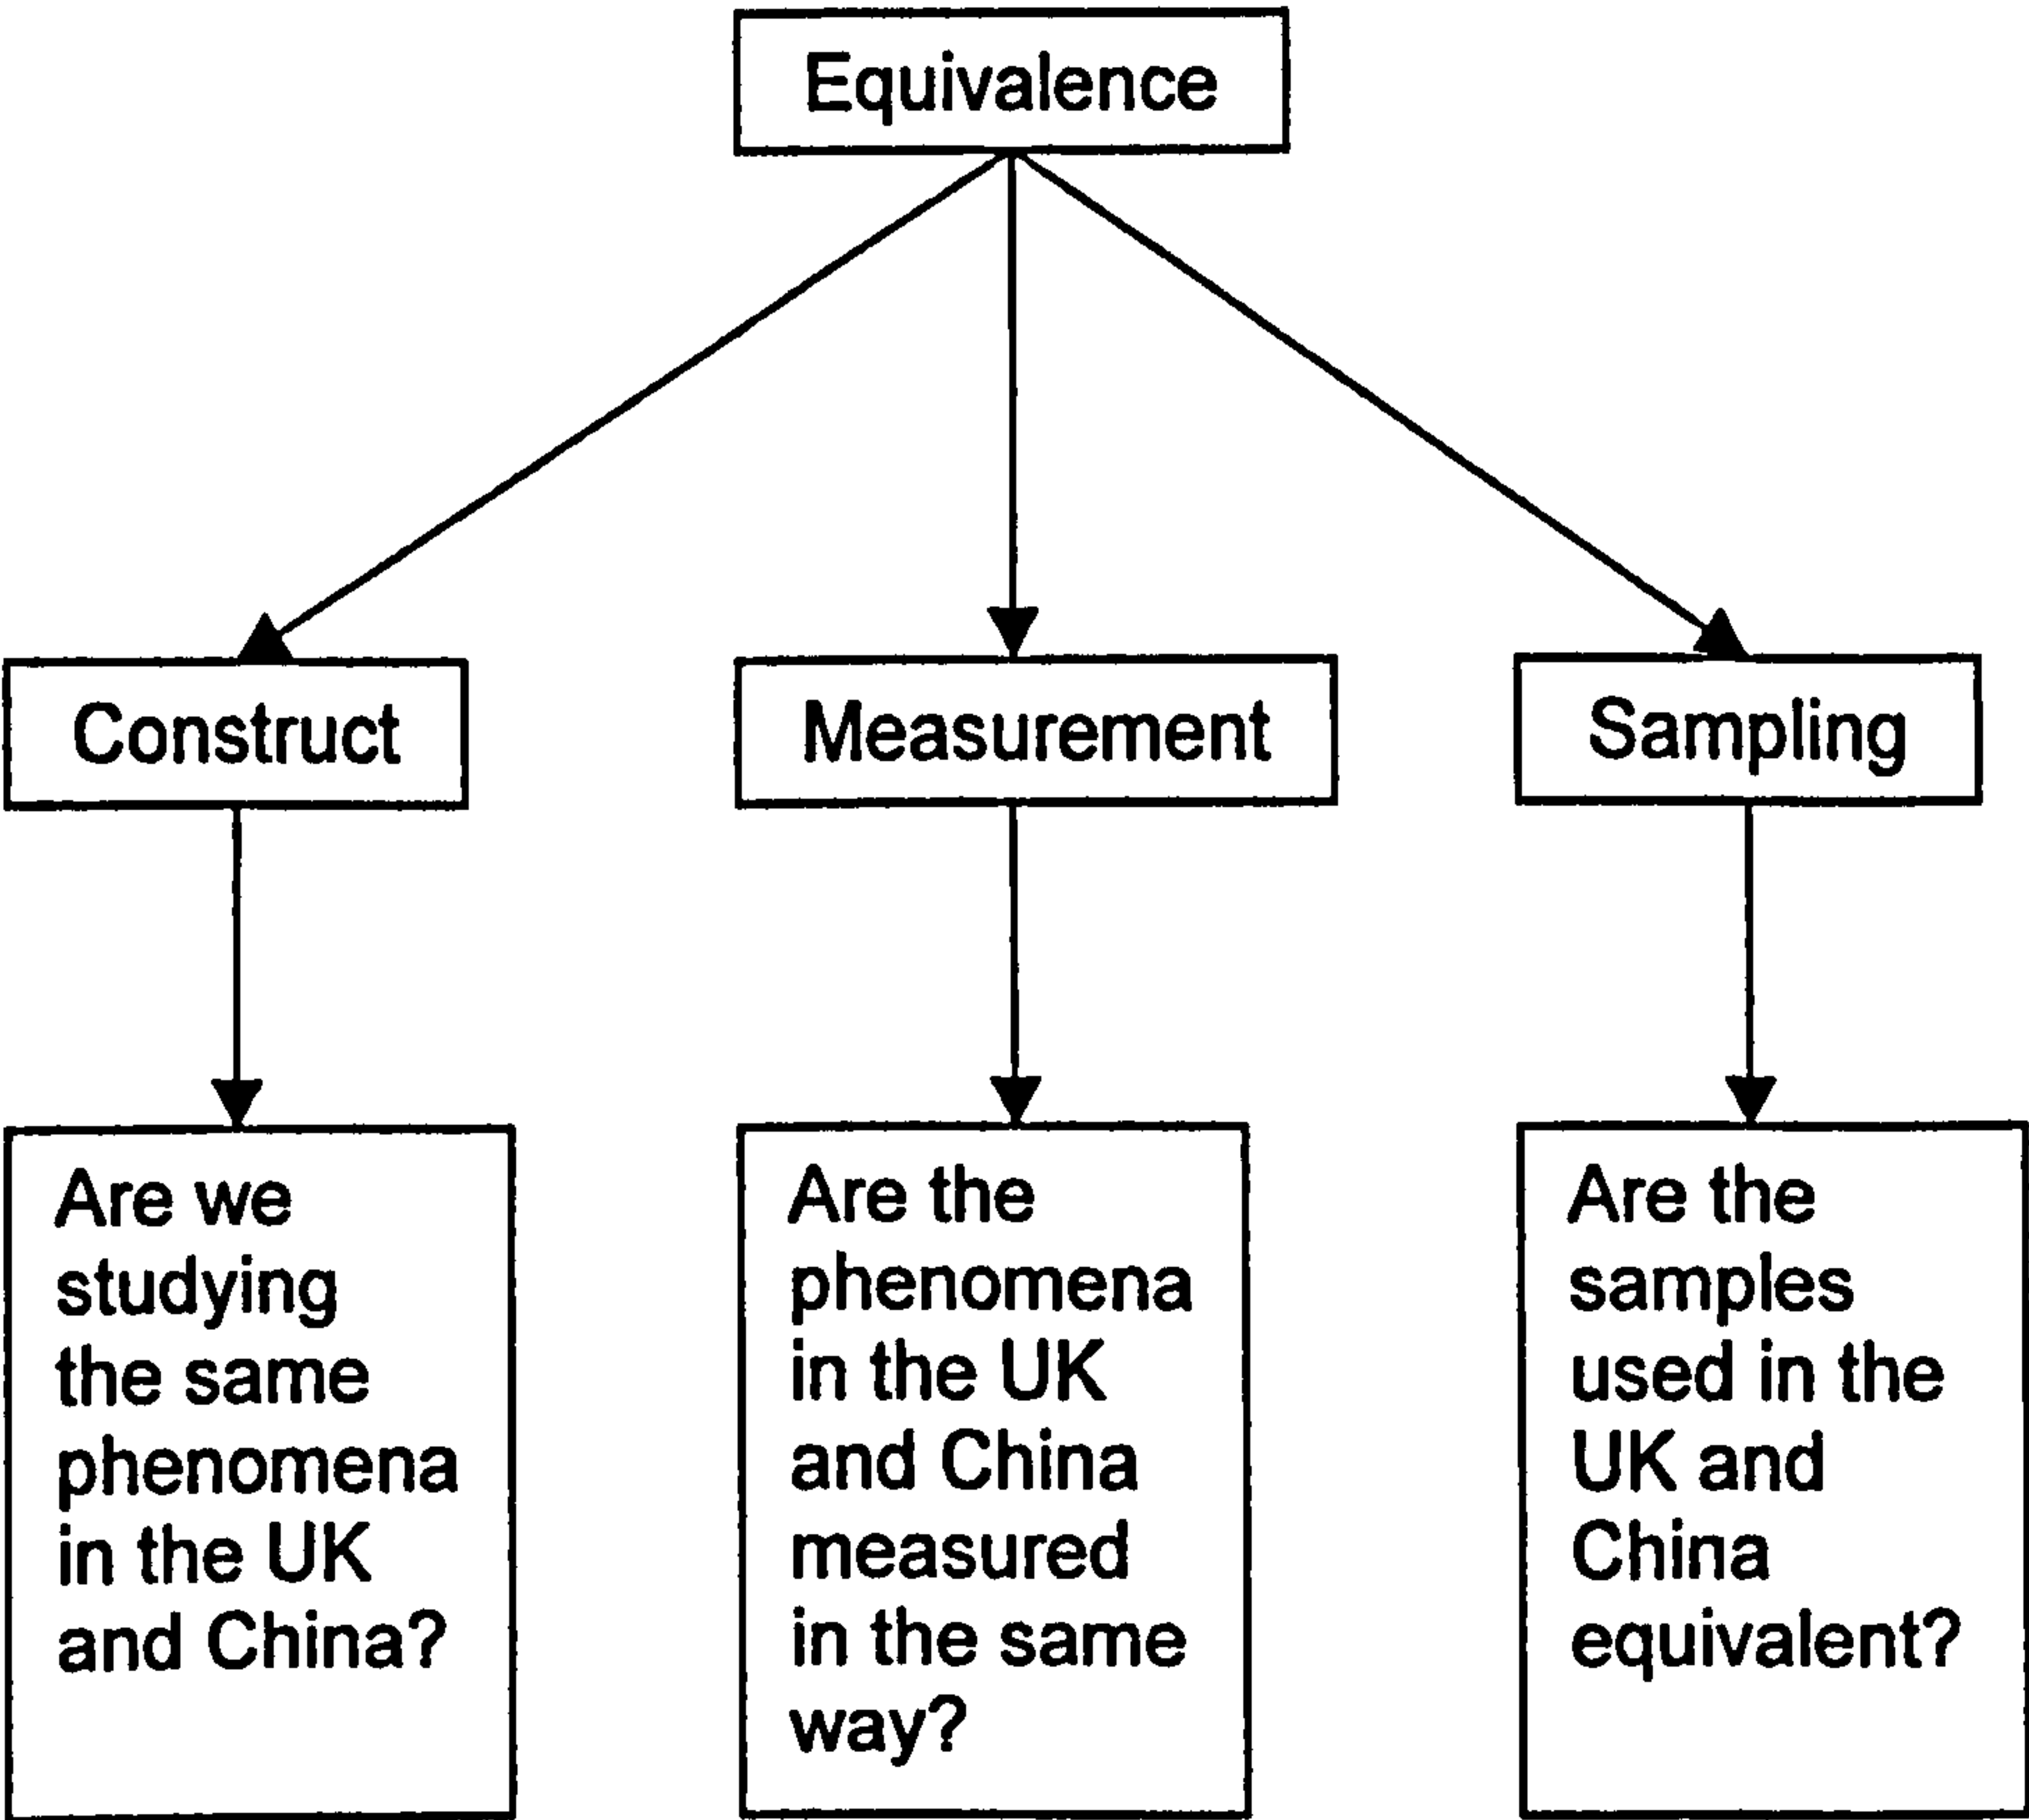 Equivalence
Construct
Measurement
Sampling
Are we
studying
the same
phenomena
in the UK
and China?
Are the
phenomena
in the UK
and China
measured
in the same
way?
Are the
samples
used in the
UK and
China
equivalent?